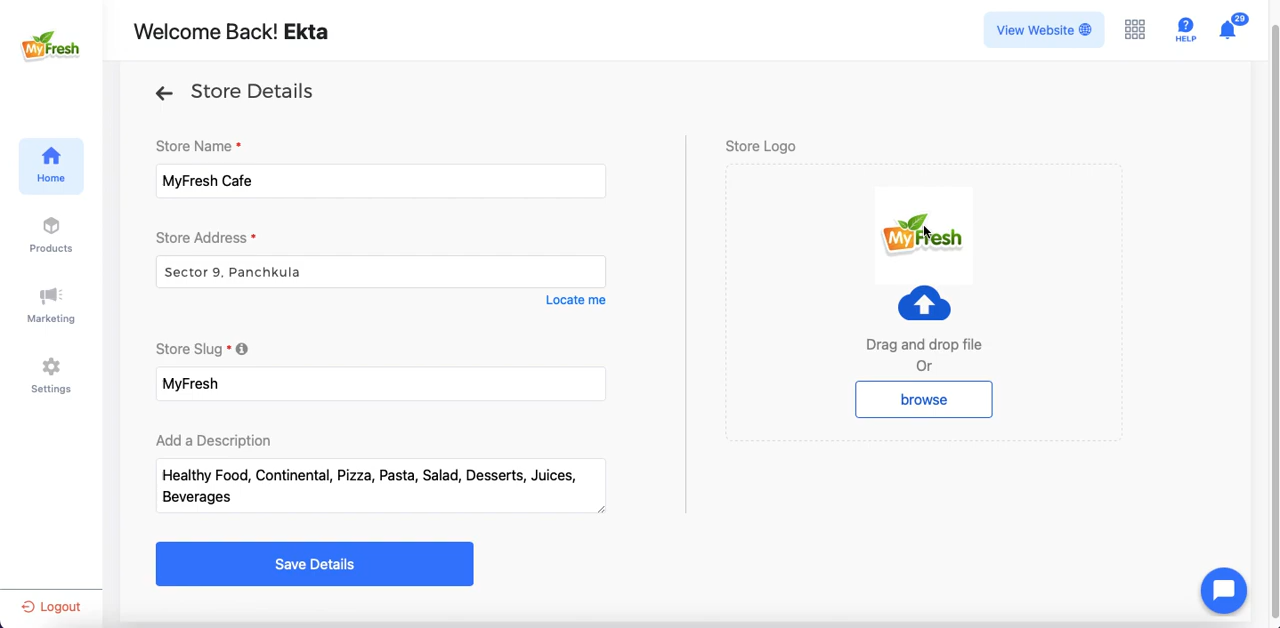 MyFresh
Welcome Back! Ekta
View Website
HELP
29
Home
Products
Marketing
Settings
Logout
Store Details
Store Name *
MyFresh Cafe
Store Address *
Sector 9, Panchkula
Locate me
Store Slug *
MyFresh
Add a Description
Healthy Food, Continental, Pizza, Pasta, Salad, Desserts, Juices,
Beverages
Save Details
Store Logo
MyFresh
Drag and drop file
Or
browse